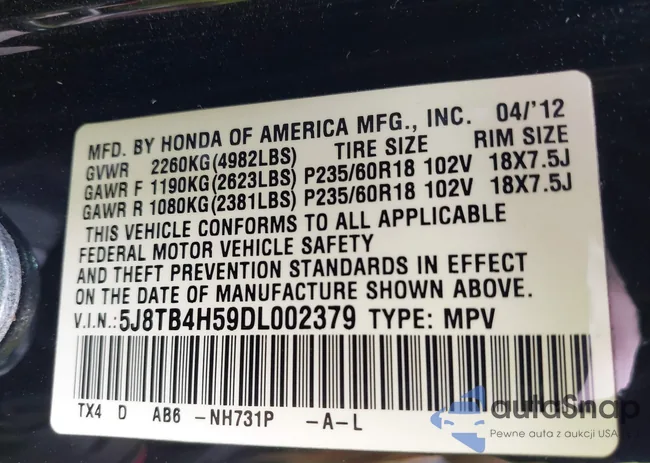 MFD. BY HONDA OF AMERICA MFG., INC. 04/'12
GVWR 2260KG(4982LBS) TIRE SIZE RIM SIZE
GAWR F 1190KG(2623LBS) P235/60R18 102V 18X7.5J
GAWR R 1080KG(2381LBS) P235/60R18 102V 18X7.5J
THIS VEHICLE CONFORMS TO ALL APPLICABLE
FEDERAL MOTOR VEHICLE SAFETY
AND THEFT PREVENTION STANDARDS IN EFFECT
ON THE DATE OF MANUFACTURE SHOWN ABOVE.
V.I.N.:5J8TB4H59DL002379 TYPE: MPV
TX4 D AB6 -NH731P -A-L
autoSnap
Pewne auta z aukcji USA